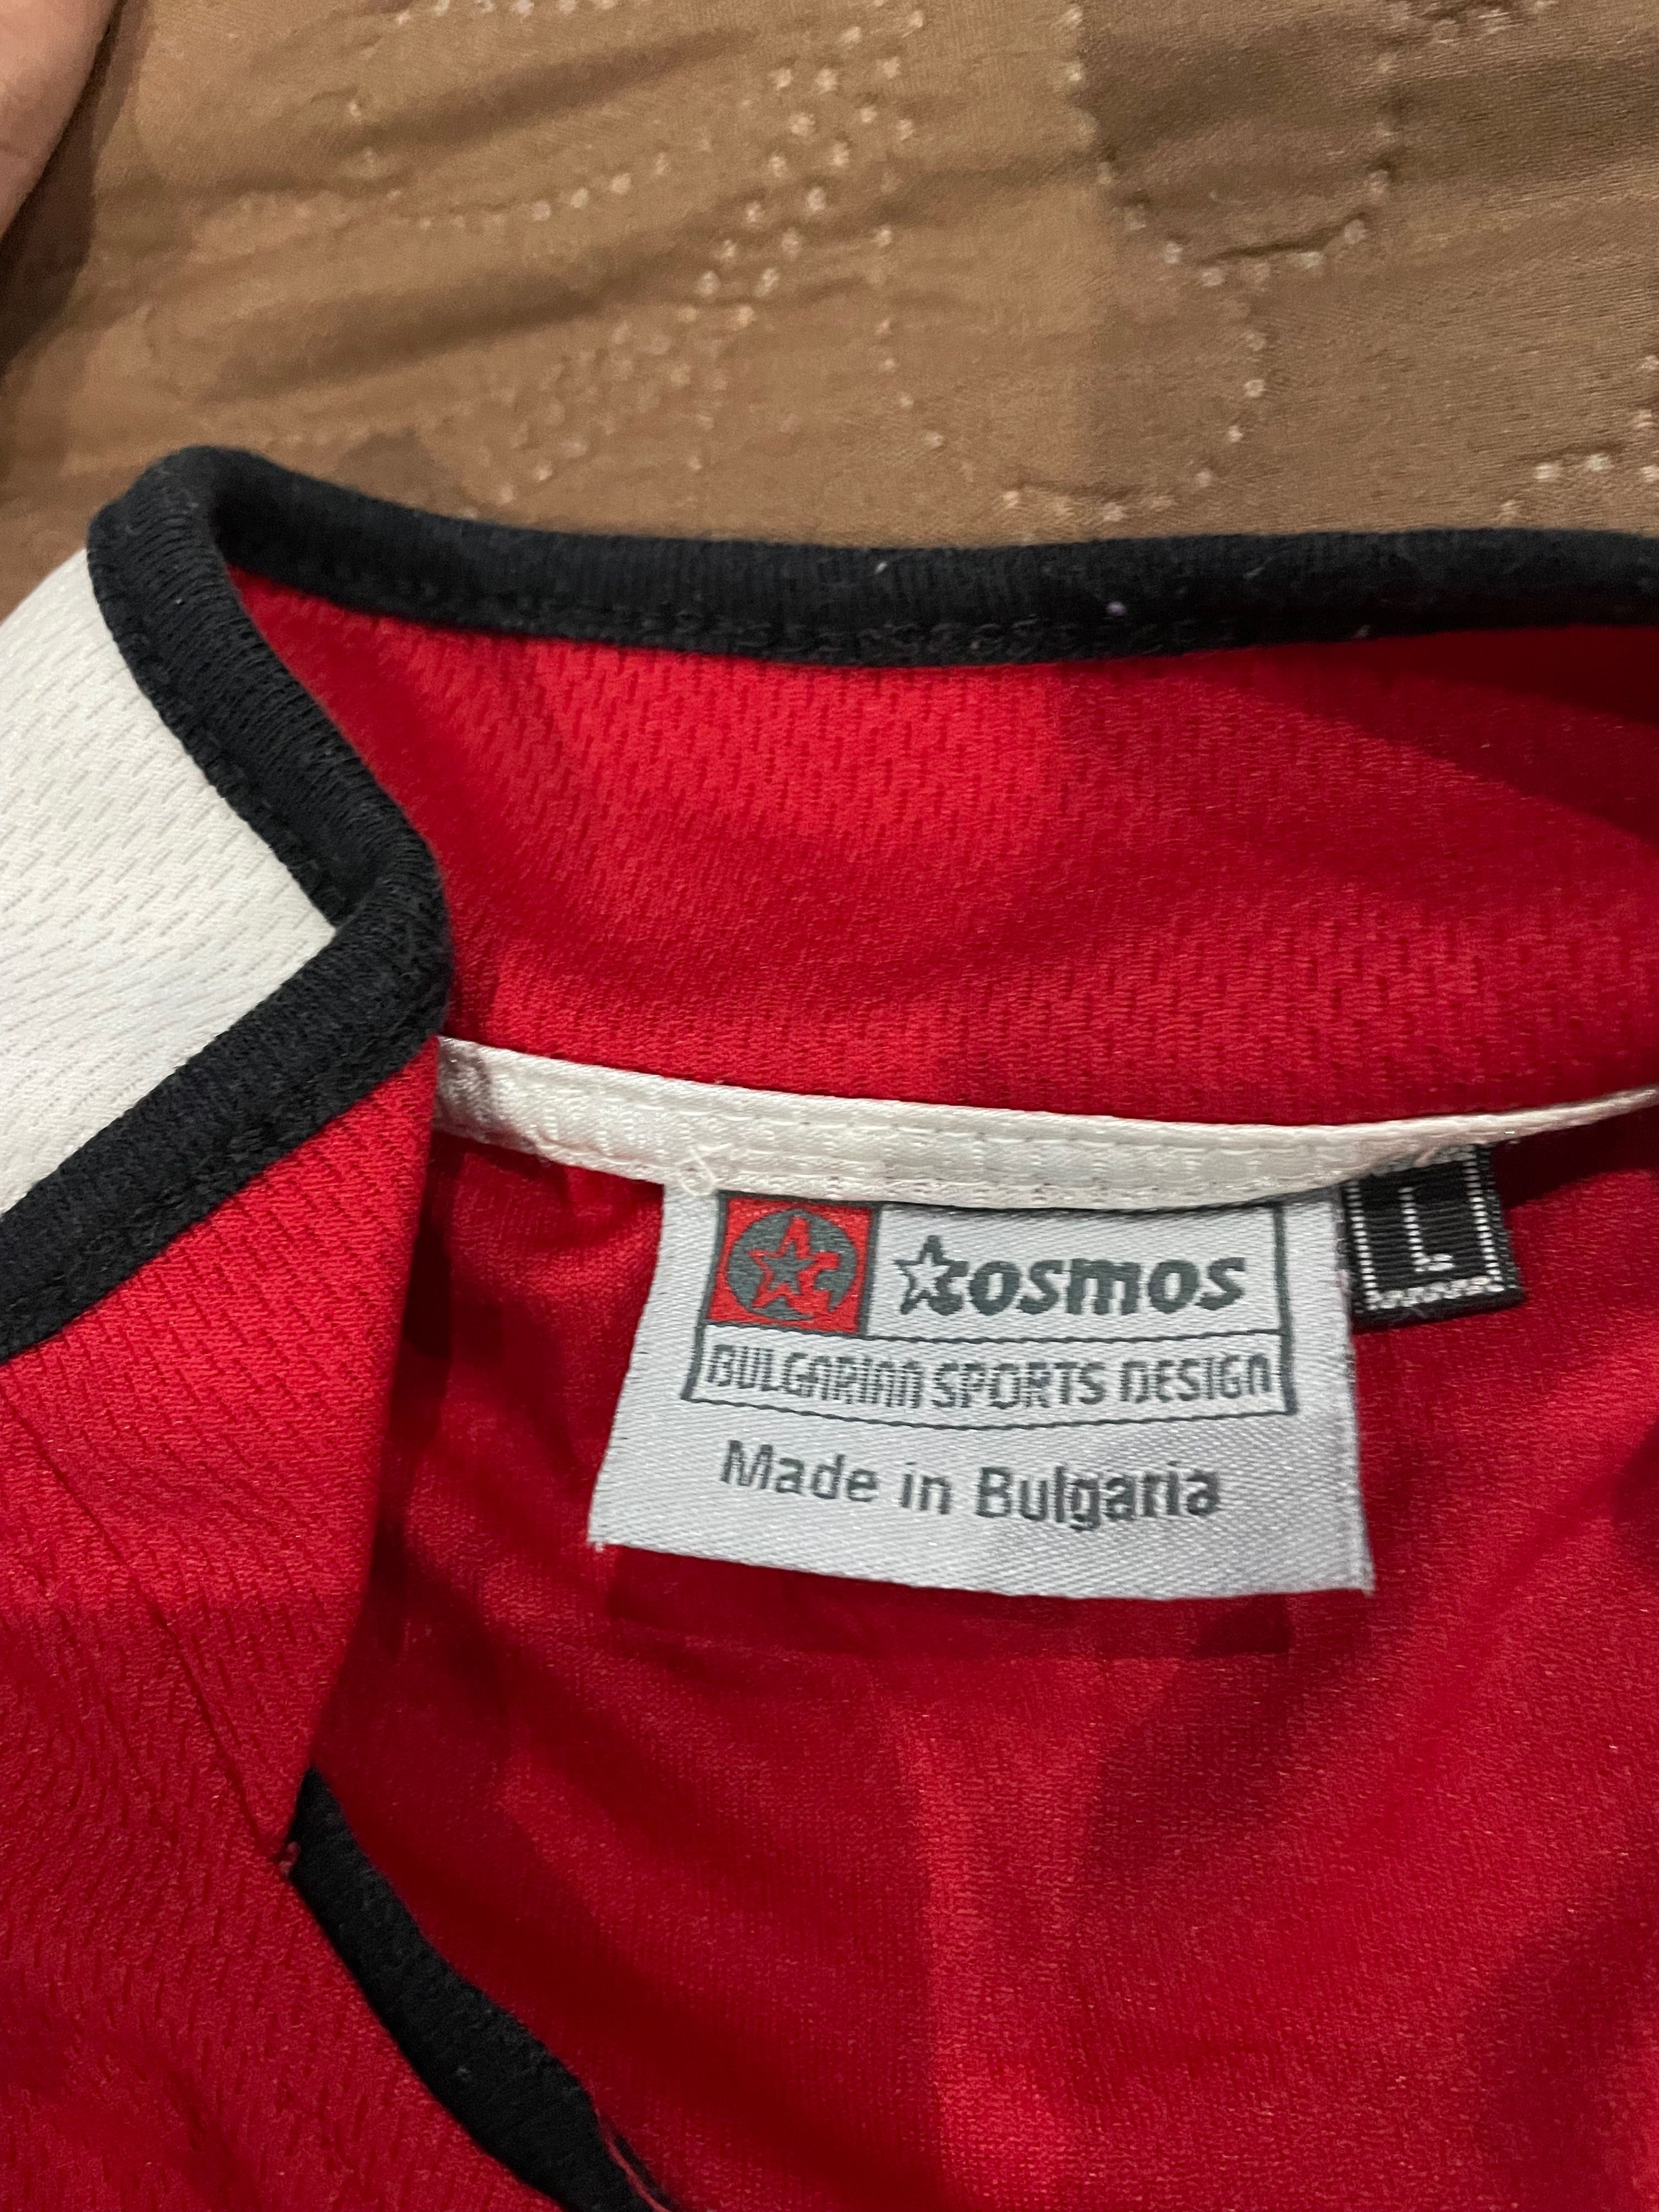 cosmos
L
BULGARIAN SPORTS DESIGN
Made in Bulgaria